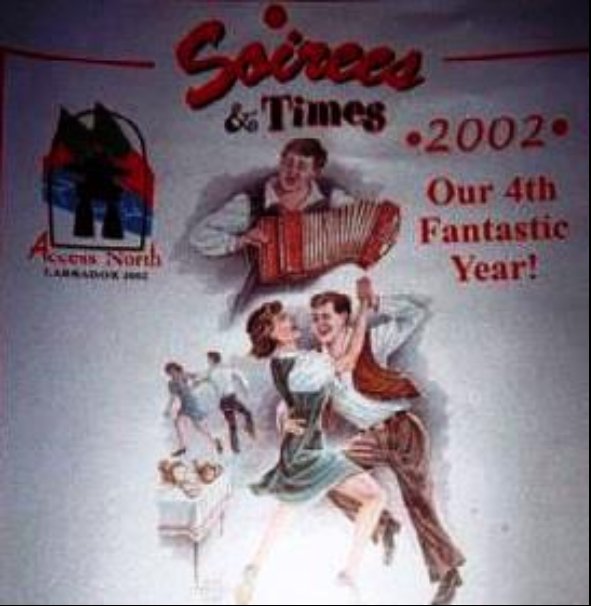 Soirees
& Times
•2002•
Our 4th
Fantastic
Year!
Access North
LABRADOR 2002